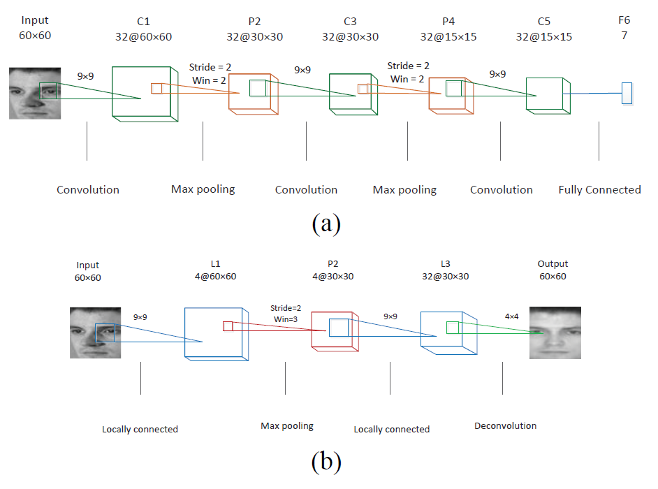 Input C1 P2 C3 P4 C5 F6
60×60 32@60×60 32@30×30 32@30×30 32@15×15 32@15×15 7
9×9 Stride = 2 9×9 Stride = 2 9×9
Win = 2 Win = 2
Convolution Max pooling Convolution Max pooling Convolution Fully Connected
(a)
Input L1 P2 L3 Output
60×60 4@60×60 4@30×30 32@30×30 60×60
9×9 Stride=2 9×9 4×4
Win=3
Locally connected Max pooling Locally connected Deconvolution
(b)